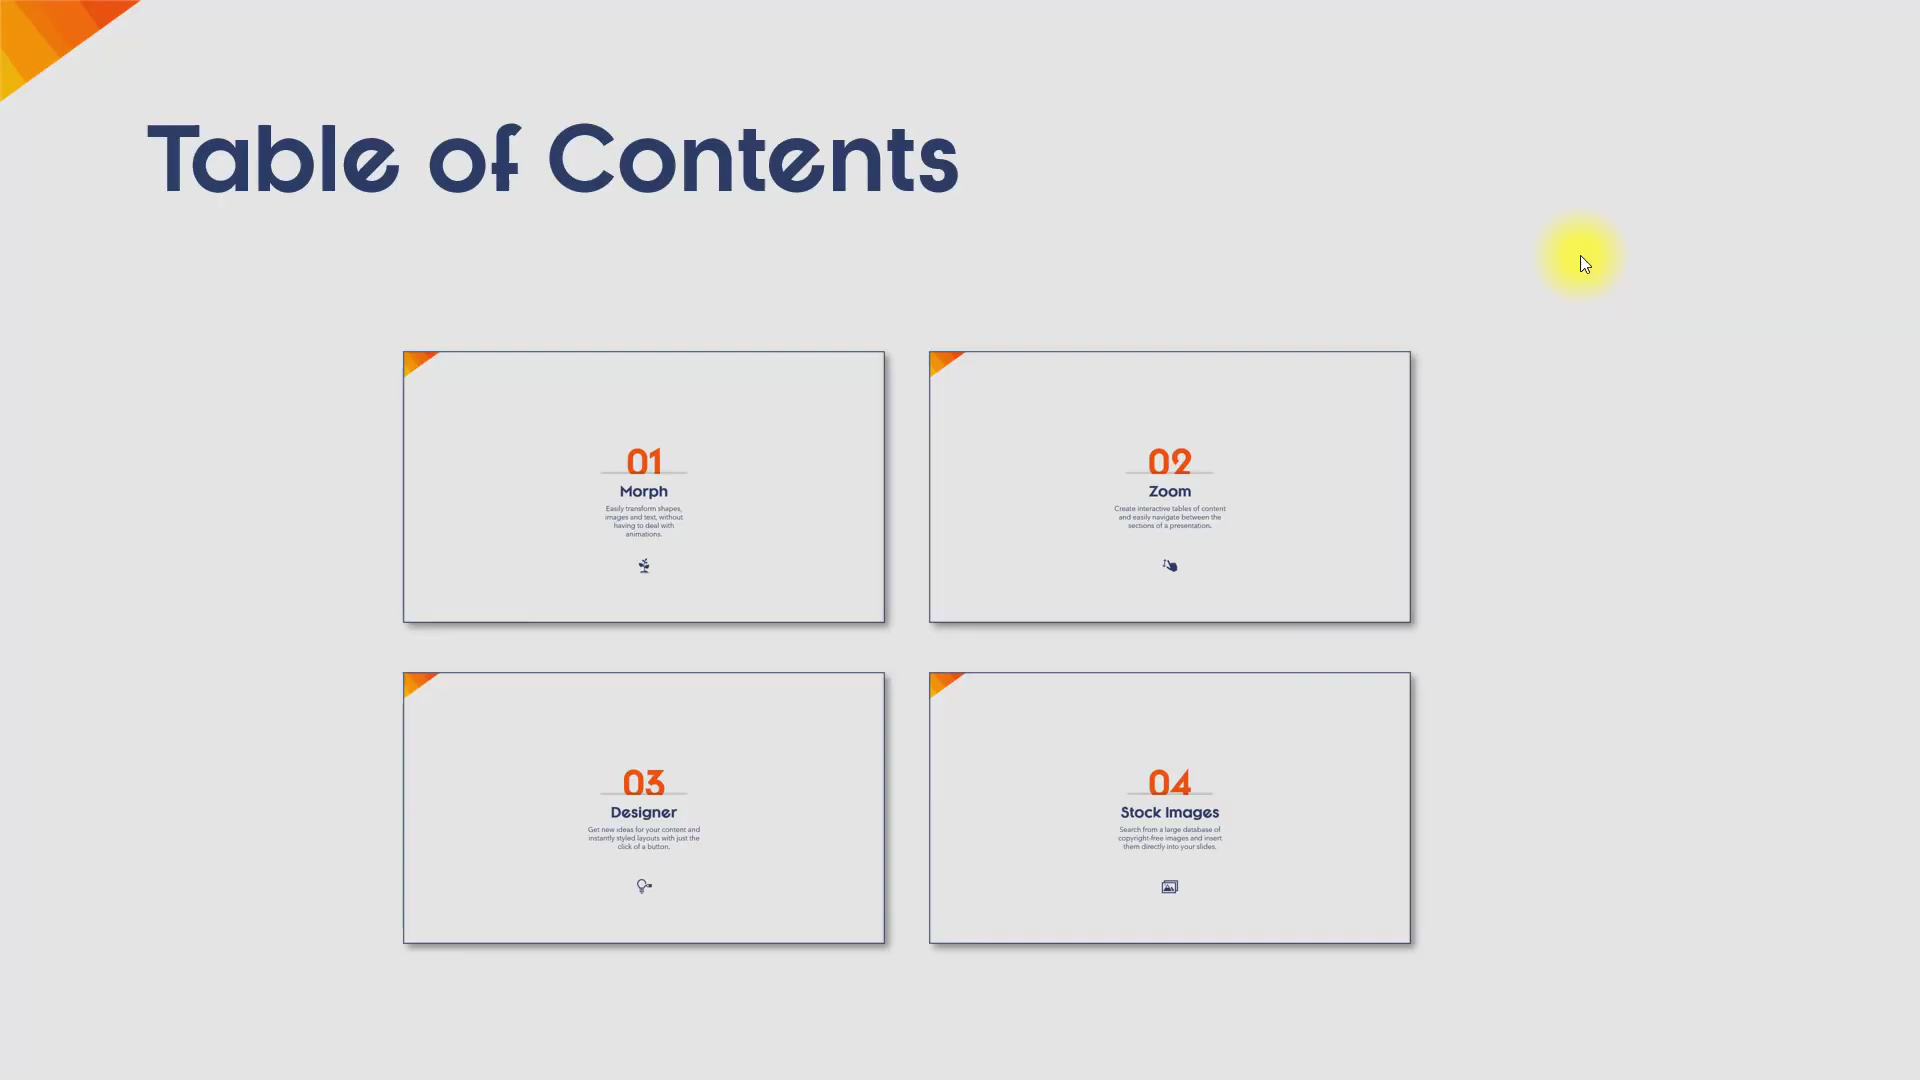 Table of Contents
01
Morph
Easily transform shapes,
images and text, without
having to deal with
animations.
02
Zoom
Create interactive tables of content
and easily navigate between the
sections of a presentation.
03
Designer
Get new ideas for your content and
instantly styled layouts with just the
click of a button.
04
Stock Images
Search from a large database of
copyright-free images and insert
them directly into your slides.